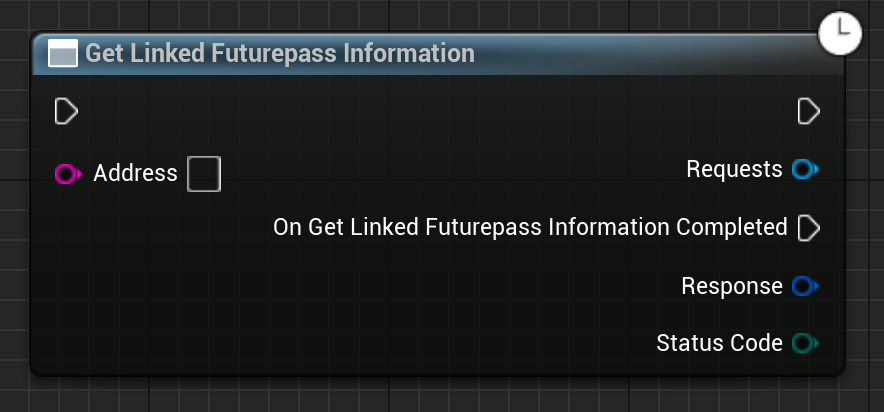 Get Linked Futurepass Information
Address
Requests
On Get Linked Futurepass Information Completed
Response
Status Code